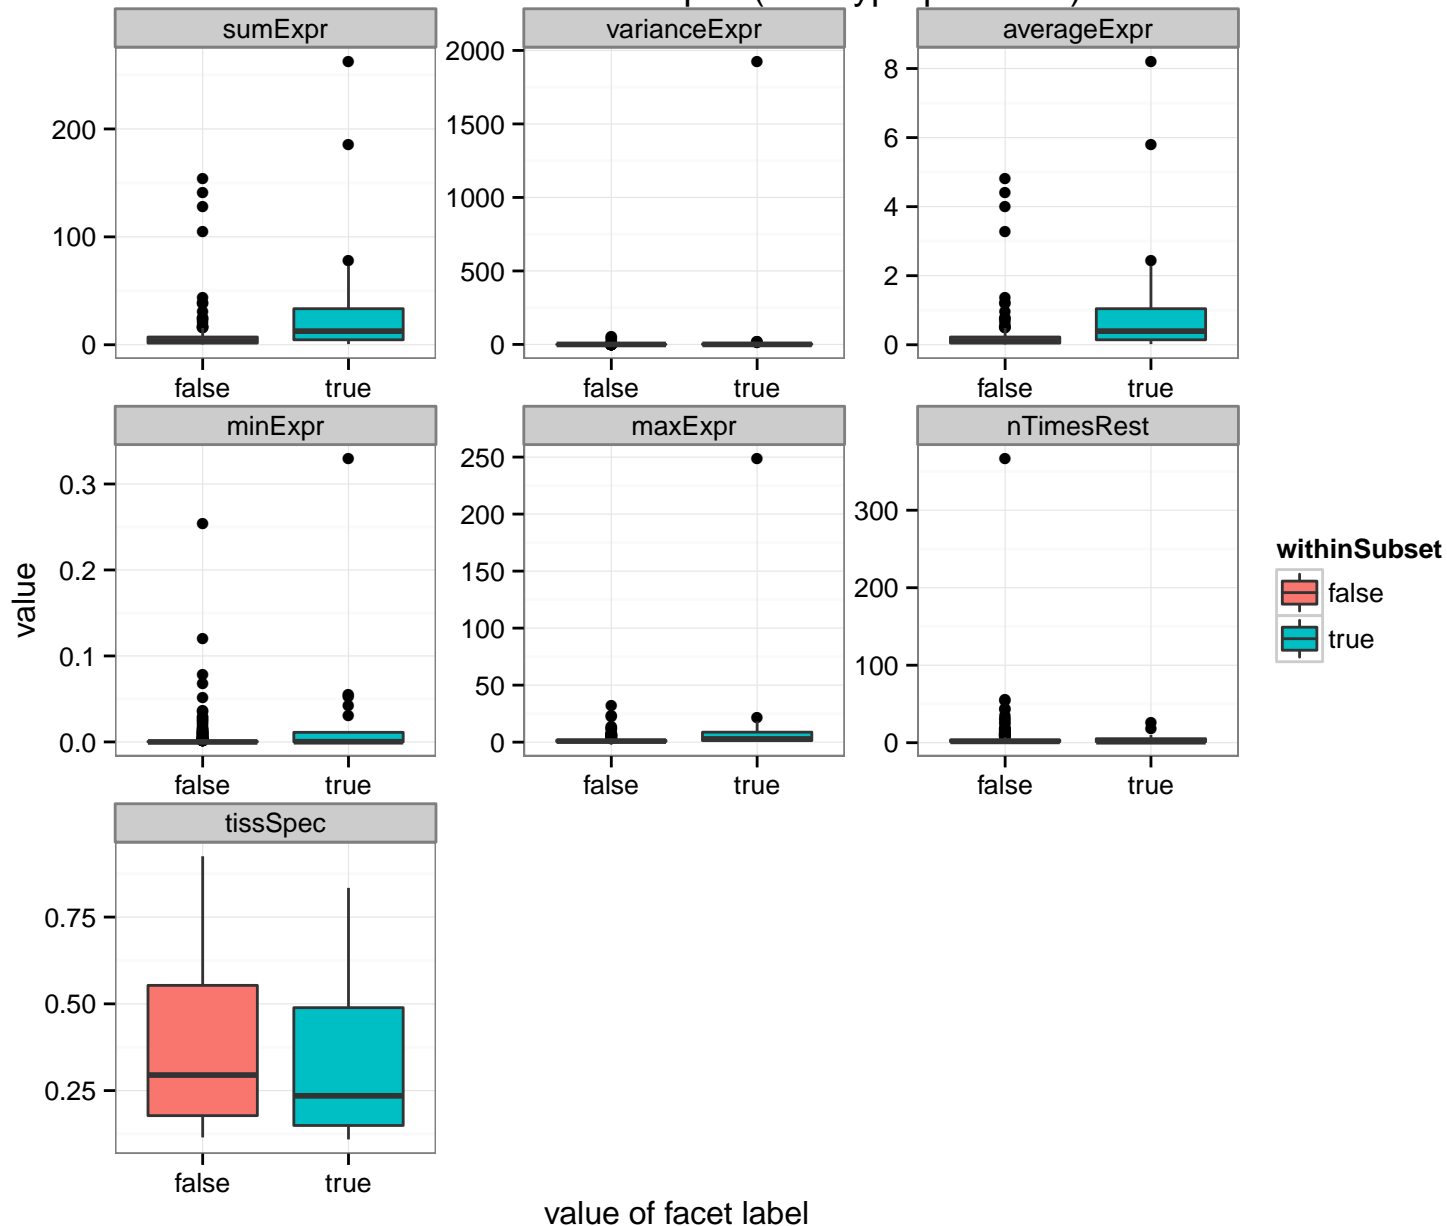 sumExpr varianceExpr averageExpr
2000
8
200
1500
6
1000
4
100
500
2
0 0 0
false true false true false true
minExpr maxExpr nTimesRest
250
0.3
200
300
0.2
150
200
100
0.1
100
50
0.0 0 0
false true false true false true
value
tissSpec
0.75
0.50
0.25
false true
value of facet label
withinSubset
false
true